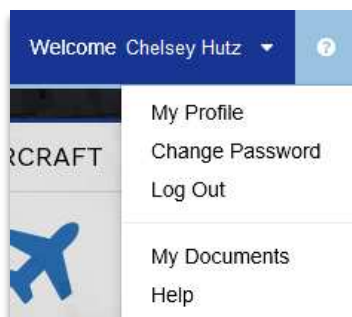 Welcome Chelsey Hutz
?
My Profile
RCRAFT
Change Password
Log Out
My Documents
Help